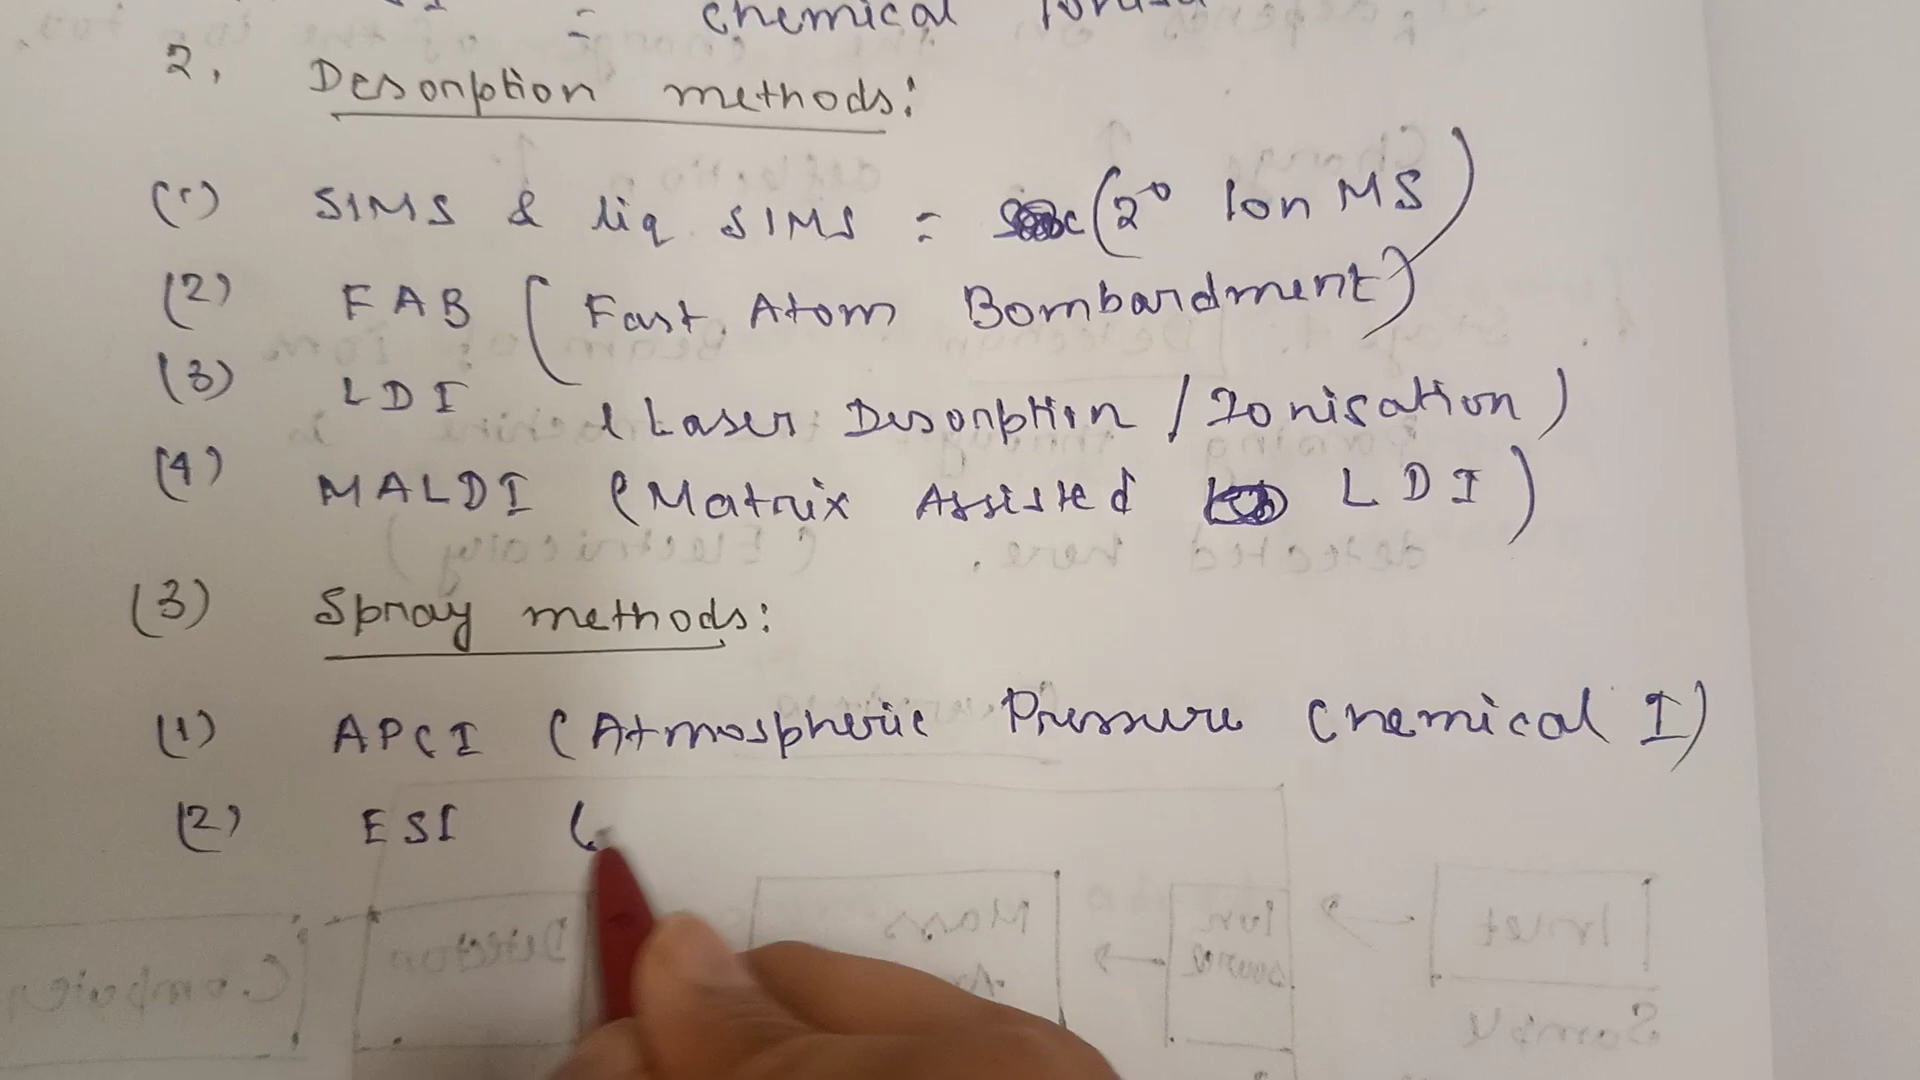 = chemical
2. Desorption methods:
(1) SIMS & liq SIMS = (2° Ion MS)
(2) FAB (Fast Atom Bombardment)
(3) LDI (Laser Desorption / Ionisation)
(4) MALDI (Matrix Assisted LDI)
(3) Spray methods:
(1) APCI (Atmospheric Pressure Chemical I)
(2) ESI (